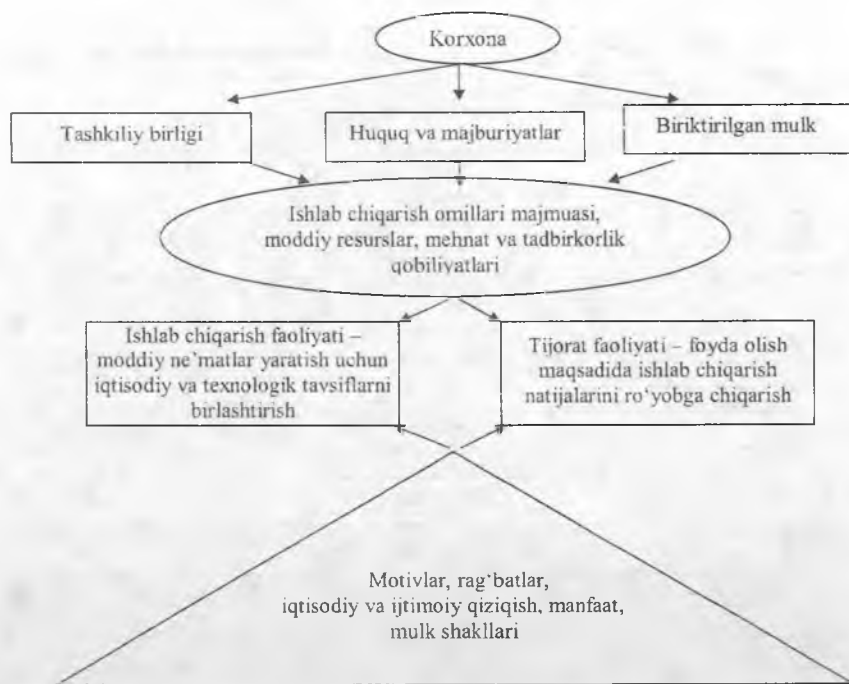 Korxona
Tashkiliy birligi
Huquq va majburiyatlar
Biriktirilgan mulk
Ishlab chiqarish omillari majmuasi,
moddiy resurslar, mehnat va tadbirkorlik
qobiliyatlari
Ishlab chiqarish faoliyati –
moddiy ne‘matlar yaratish uchun
iqtisodiy va texnologik tavsiflarni
birlashtirish
Tijorat faoliyati – foyda olish
maqsadida ishlab chiqarish
natijalarini ro‘yobga chiqarish
Motivlar, rag‘batlar,
iqtisodiy va ijtimoiy qiziqish, manfaat,
mulk shakllari